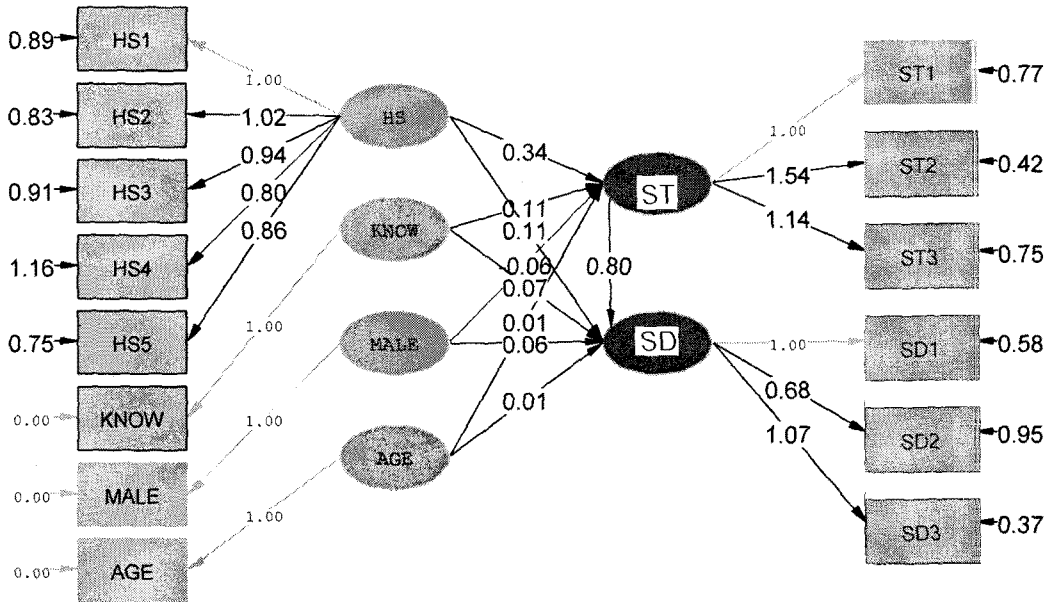 0.89
HS1
0.83
HS2
0.91
HS3
1.16
HS4
0.75
HS5
0.00
KNOW
0.00
MALE
0.00
AGE
1.00
1.02
0.94
0.80
0.86
1.00
1.00
1.00
HS
KNOW
MALE
AGE
0.34
0.11
0.11
0.06
0.07
0.01
0.06
0.01
0.80
ST
SD
1.00
1.54
1.14
1.00
0.68
1.07
ST1
0.77
ST2
0.42
ST3
0.75
SD1
0.58
SD2
0.95
SD3
0.37